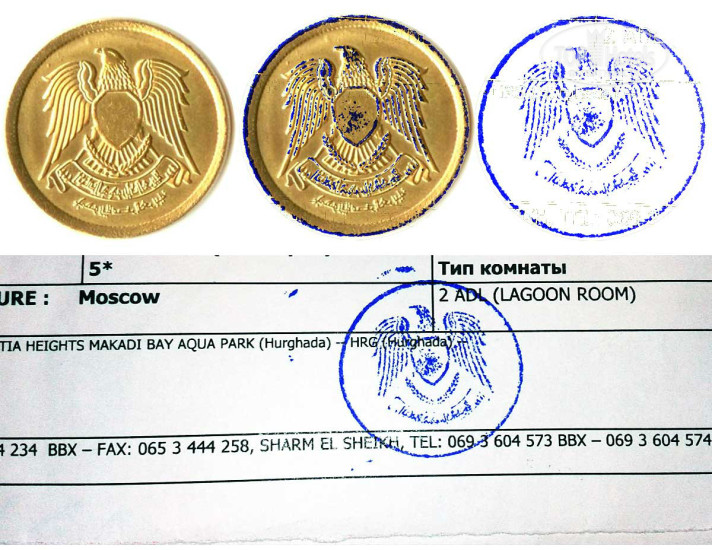 5*
Тип комнаты
URE : Moscow
2 ADL (LAGOON ROOM)
TIA HEIGHTS MAKADI BAY AQUA PARK (Hurghada) – HRG (Hurghada) –
4 234 BBX – FAX: 065 3 444 258, SHARM EL SHEIKH, TEL: 069 3 604 573 BBX – 069 3 604 574